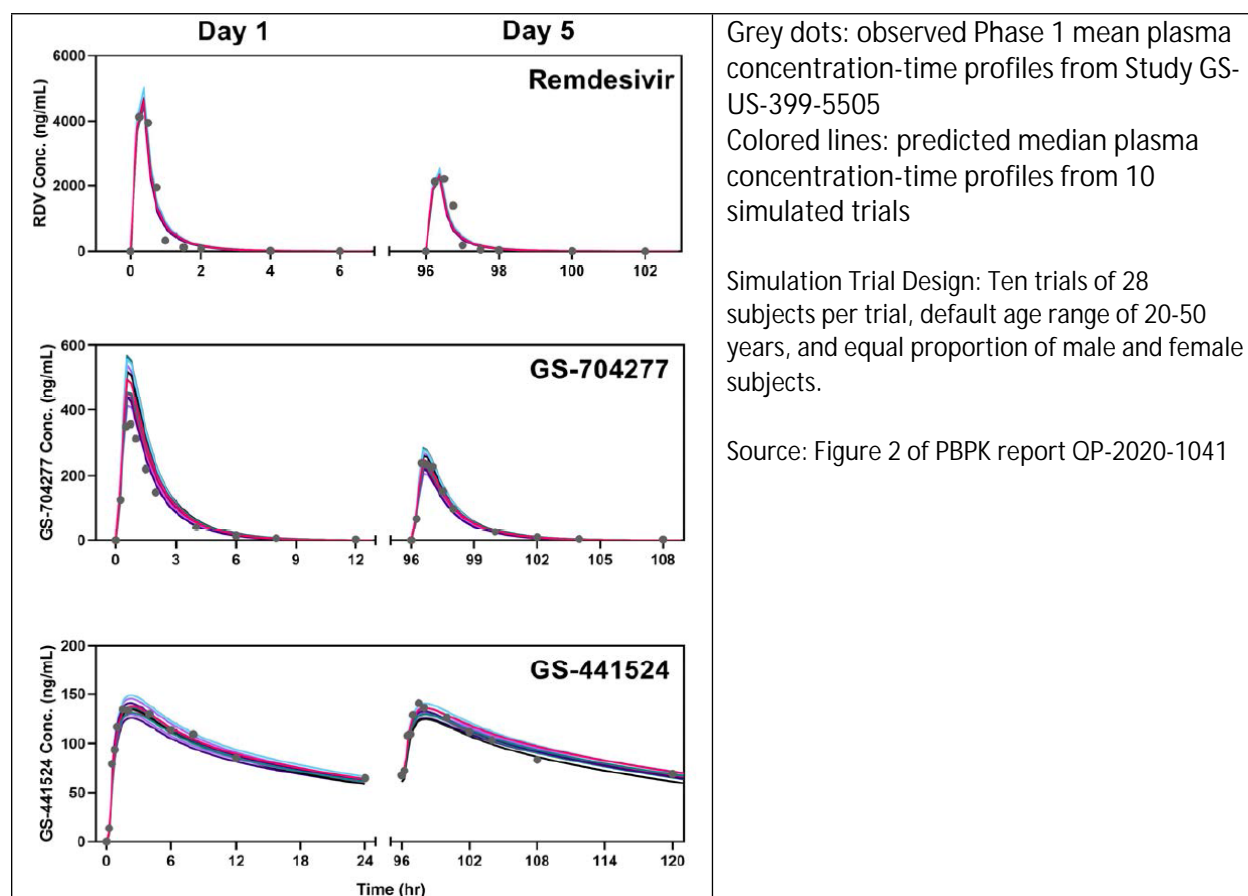 Day 1
Day 5
Remdesivir
RDV Conc. (ng/mL)
6000
4000
2000
0
0 2 4 6 96 98 100 102
GS-704277
GS-704277 Conc. (ng/mL)
600
400
200
0
0 3 6 9 12 96 99 102 105 108
GS-441524
GS-441524 Conc. (ng/mL)
200
150
100
50
0
0 6 12 18 24 96 102 108 114 120
Time (hr)
Grey dots: observed Phase 1 mean plasma
concentration-time profiles from Study GS-
US-399-5505
Colored lines: predicted median plasma
concentration-time profiles from 10
simulated trials
Simulation Trial Design: Ten trials of 28
subjects per trial, default age range of 20-50
years, and equal proportion of male and female
subjects.
Source: Figure 2 of PBPK report QP-2020-1041